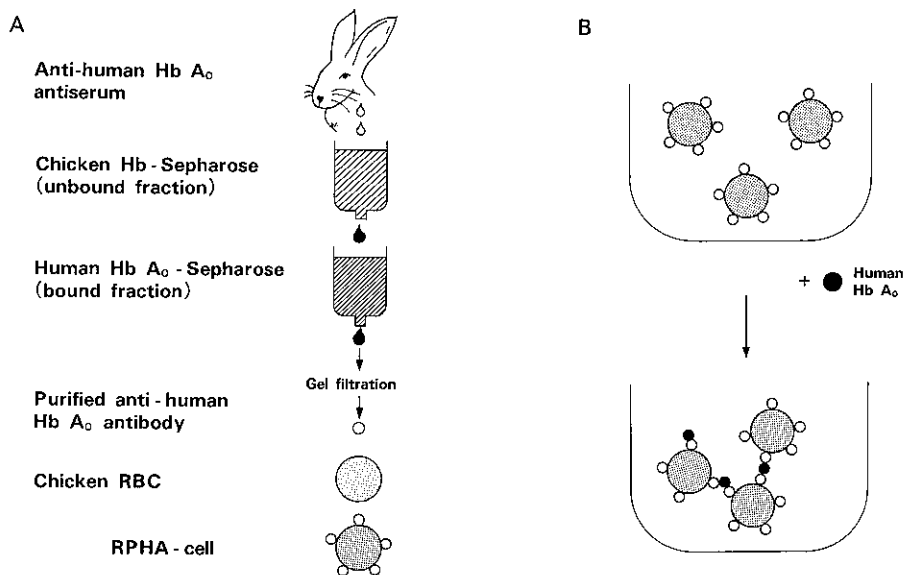 A
Anti-human Hb A₀
antiserum
Chicken Hb - Sepharose
(unbound fraction)
Human Hb A₀ - Sepharose
(bound fraction)
Gel filtration
Purified anti - human
Hb A₀ antibody
Chicken RBC
RPHA - cell
B
+ Human
Hb A₀